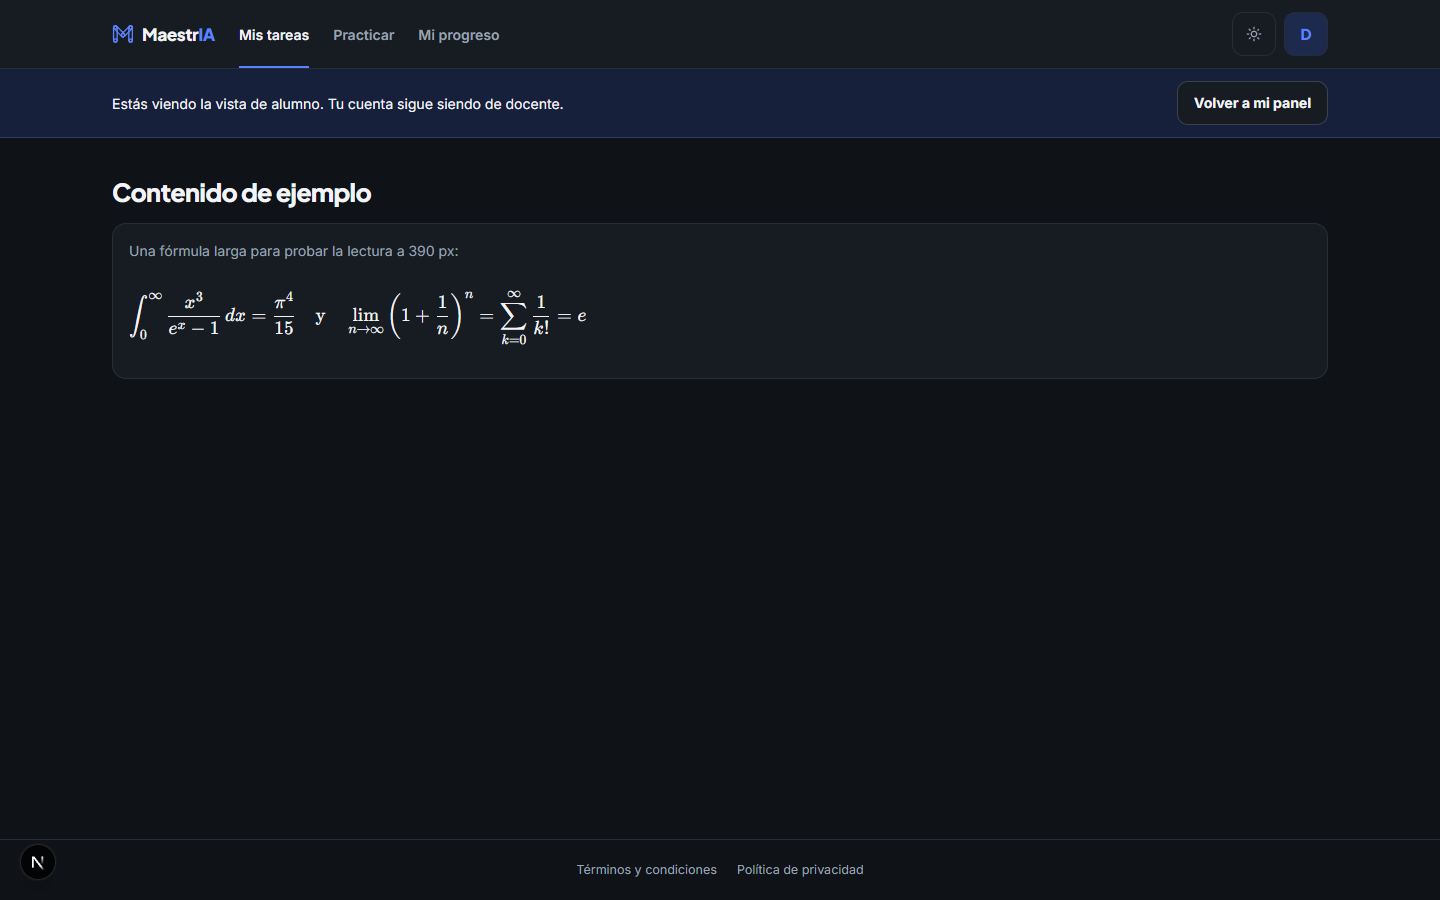 MaestrIA Mis tareas Practicar Mi progreso D
Estás viendo la vista de alumno. Tu cuenta sigue siendo de docente. Volver a mi panel
Contenido de ejemplo
Una fórmula larga para probar la lectura a 390 px:
∫₀^∞ x³/(eˣ − 1) dx = π⁴/15 y lim_{n→∞} (1 + 1/n)ⁿ = ∑_{k=0}^∞ 1/k! = e
N
Términos y condiciones Política de privacidad